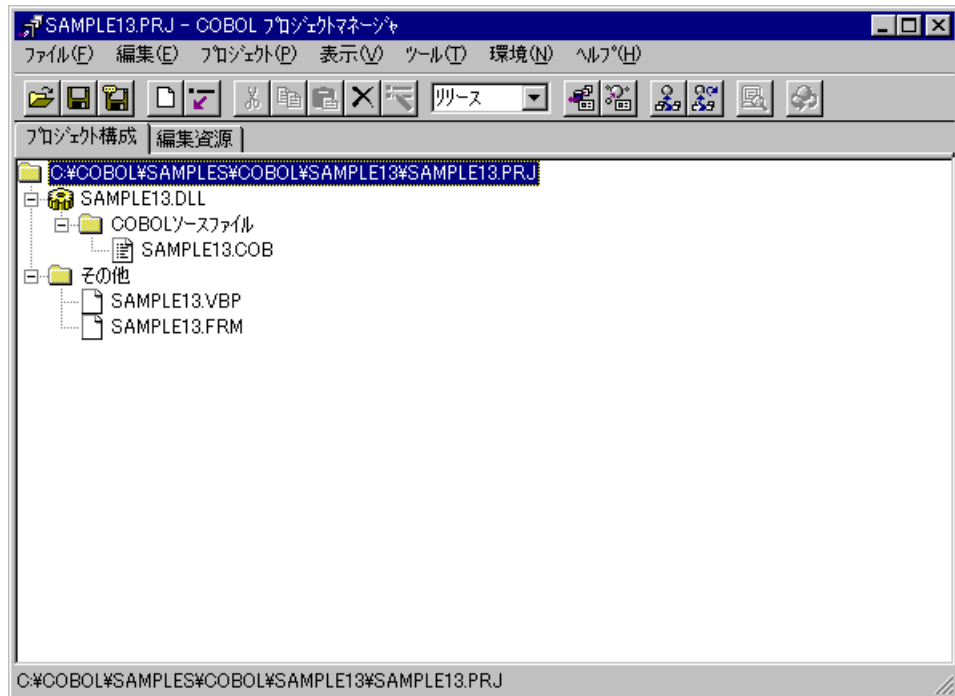 SAMPLE13.PRJ - COBOL プロジェクトマネージャ
ファイル(F) 編集(E) プロジェクト(P) 表示(V) ツール(T) 環境(N) ヘルプ(H)
リリース
プロジェクト構成 編集資源
C:¥COBOL¥SAMPLES¥COBOL¥SAMPLE13¥SAMPLE13.PRJ
SAMPLE13.DLL
COBOLソースファイル
SAMPLE13.COB
その他
SAMPLE13.VBP
SAMPLE13.FRM
C:¥COBOL¥SAMPLES¥COBOL¥SAMPLE13¥SAMPLE13.PRJ